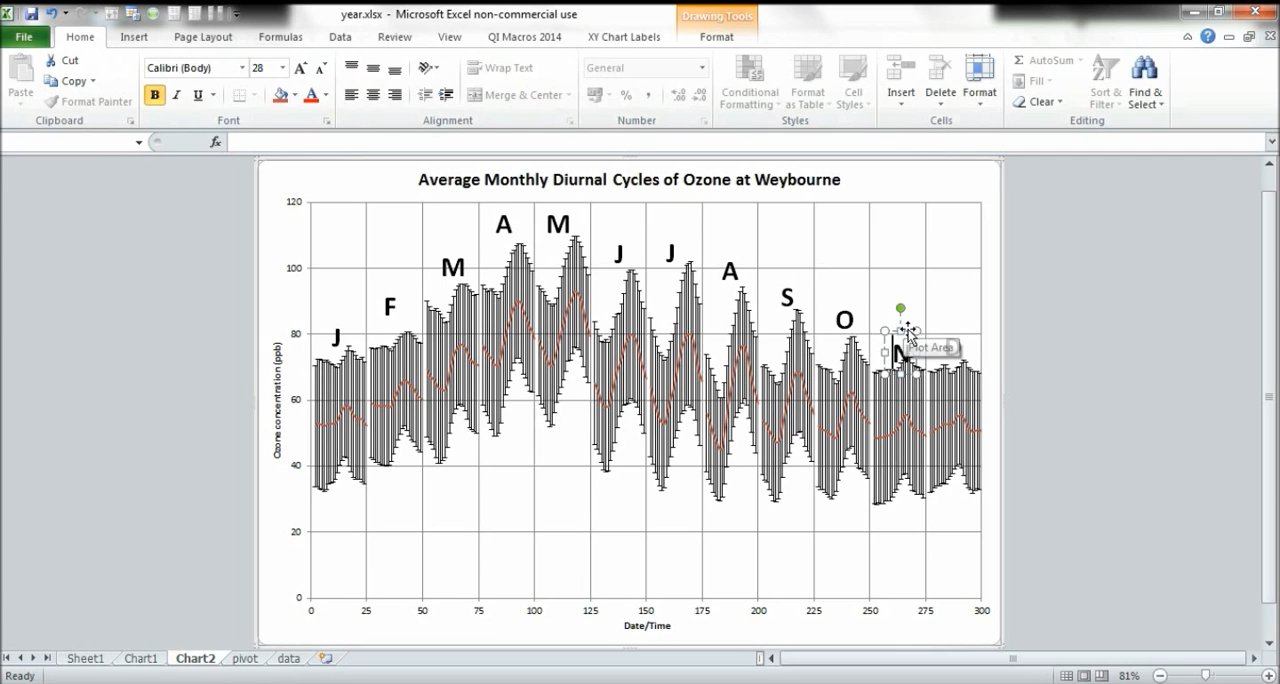 year.xlsx - Microsoft Excel non-commercial use
Drawing Tools
File Home Insert Page Layout Formulas Data Review View QI Macros 2014 XY Chart Labels Format
Paste
Cut
Copy
Format Painter
Clipboard
Calibri (Body) 28
B I U
Font
Wrap Text
Merge & Center
Alignment
General
%
Number
Conditional Formatting
Format as Table
Cell Styles
Styles
Insert Delete Format
Cells
AutoSum
Fill
Clear
Sort & Filter
Find & Select
Editing
fx
Average Monthly Diurnal Cycles of Ozone at Weybourne
120
100
80
60
40
20
0
Ozone concentration (ppb)
J F M A M J J A S O N D
Plot Area
0 25 50 75 100 125 150 175 200 225 250 275 300
Date/Time
Sheet1 Chart1 Chart2 pivot data
Ready
81%